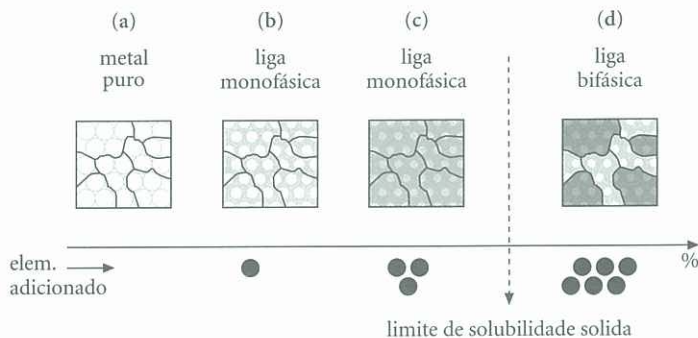 (a)
metal
puro
(b)
liga
monofásica
(c)
liga
monofásica
(d)
liga
bifásica
elem.
adicionado
%
limite de solubilidade solida